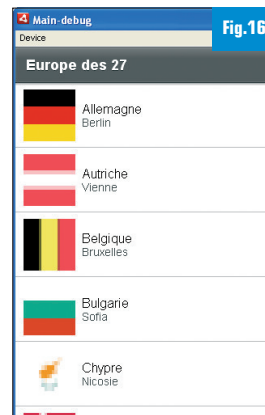 Main-debug
Fig.16
Device
Europe des 27
Allemagne
Berlin
Autriche
Vienne
Belgique
Bruxelles
Bulgarie
Sofia
Chypre
Nicosie